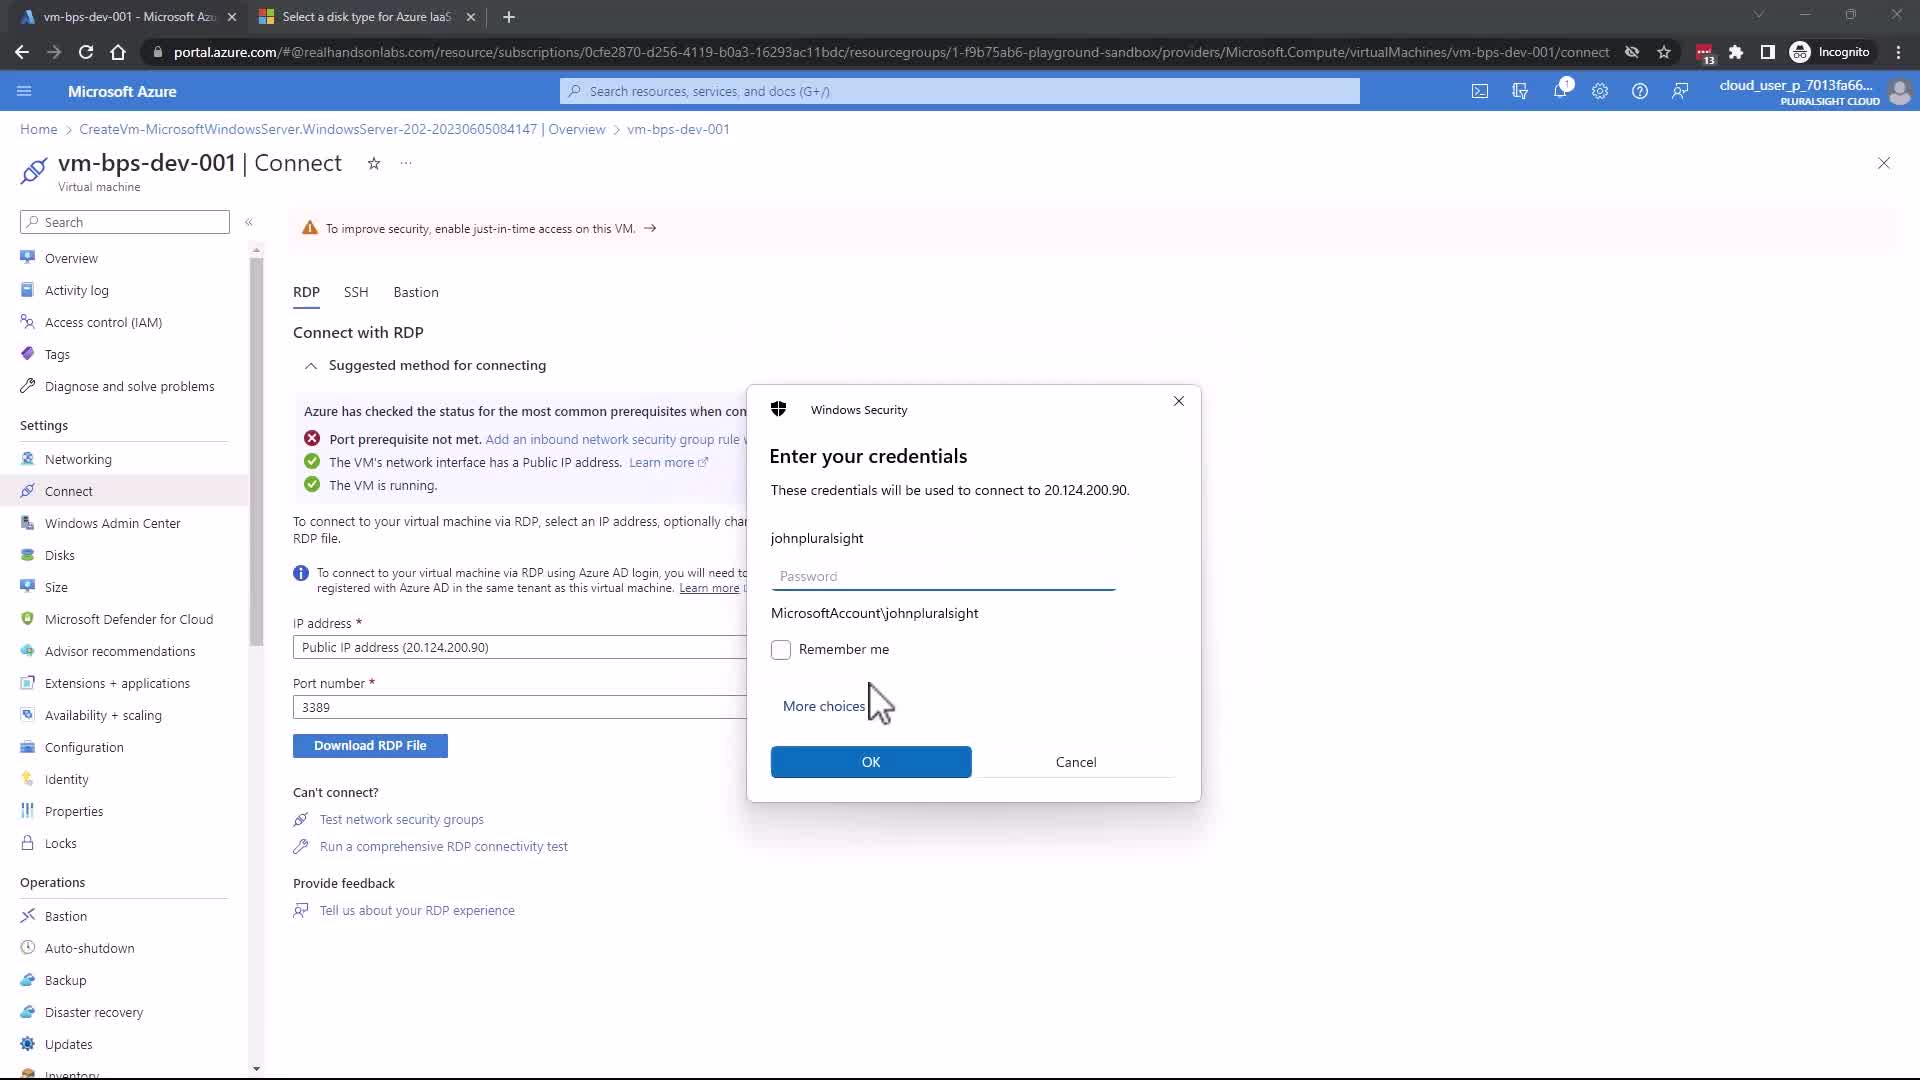 vm-bps-dev-001 - Microsoft Azu
Select a disk type for Azure IaaS
portal.azure.com/#@realhandsonlabs.com/resource/subscriptions/0cfe2870-d256-4119-b0a3-16293ac11bdc/resourcegroups/1-f9b75ab6-playground-sandbox/providers/Microsoft.Compute/virtualMachines/vm-bps-dev-001/connect
13
Incognito
Microsoft Azure
Search resources, services, and docs (G+/)
1
cloud_user_p_7013fa66...
PLURALSIGHT CLOUD
Home > CreateVm-MicrosoftWindowsServer.WindowsServer-202-20230605084147 | Overview > vm-bps-dev-001
vm-bps-dev-001 | Connect
Virtual machine
Search
To improve security, enable just-in-time access on this VM. →
Overview
Activity log
Access control (IAM)
Tags
Diagnose and solve problems
Settings
Networking
Connect
Windows Admin Center
Disks
Size
Microsoft Defender for Cloud
Advisor recommendations
Extensions + applications
Availability + scaling
Configuration
Identity
Properties
Locks
Operations
Bastion
Auto-shutdown
Backup
Disaster recovery
Updates
Inventory
RDP SSH Bastion
Connect with RDP
Suggested method for connecting
Azure has checked the status for the most common prerequisites when con
Port prerequisite not met. Add an inbound network security group rule w
The VM's network interface has a Public IP address. Learn more
The VM is running.
To connect to your virtual machine via RDP, select an IP address, optionally cha
RDP file.
To connect to your virtual machine via RDP using Azure AD login, you will need to
registered with Azure AD in the same tenant as this virtual machine. Learn more
IP address *
Public IP address (20.124.200.90)
Port number *
3389
Download RDP File
Can't connect?
Test network security groups
Run a comprehensive RDP connectivity test
Provide feedback
Tell us about your RDP experience
Windows Security
Enter your credentials
These credentials will be used to connect to 20.124.200.90.
johnpluralsight
Password
MicrosoftAccount\johnpluralsight
Remember me
More choices
OK
Cancel